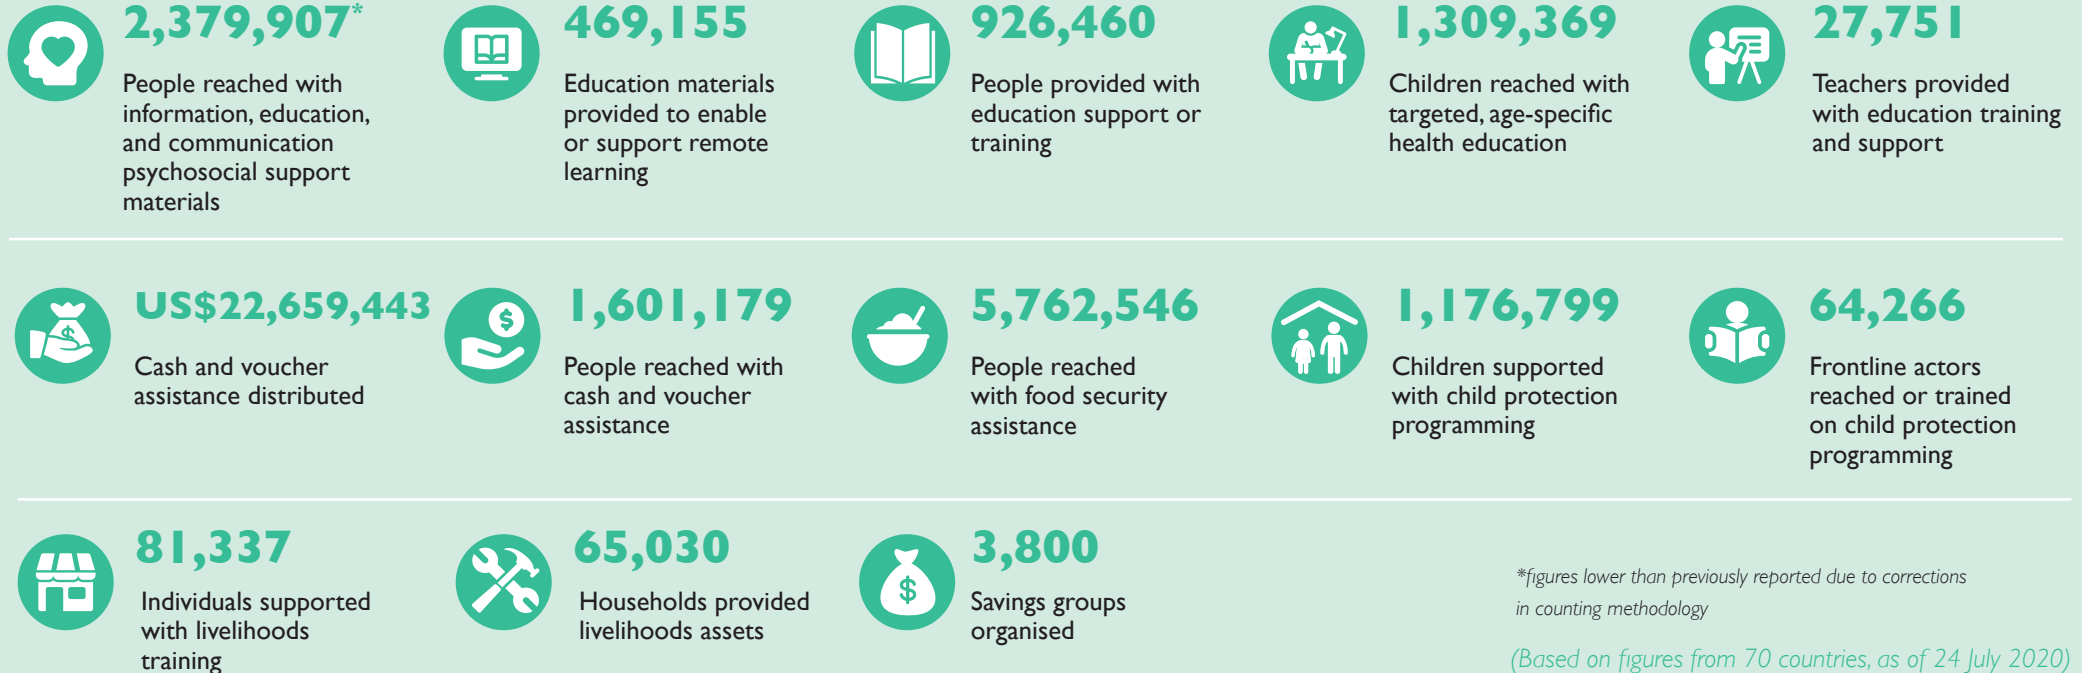 2,379,907*
People reached with
information, education,
and communication
psychosocial support
materials
469,155
Education materials
provided to enable
or support remote
learning
926,460
People provided with
education support or
training
1,309,369
Children reached with
targeted, age-specific
health education
27,751
Teachers provided
with education training
and support
US$22,659,443
Cash and voucher
assistance distributed
1,601,179
People reached with
cash and voucher
assistance
5,762,546
People reached
with food security
assistance
1,176,799
Children supported
with child protection
programming
64,266
Frontline actors
reached or trained
on child protection
programming
81,337
Individuals supported
with livelihoods
training
65,030
Households provided
livelihoods assets
3,800
Savings groups
organised
*figures lower than previously reported due to corrections
in counting methodology
(Based on figures from 70 countries, as of 24 July 2020)